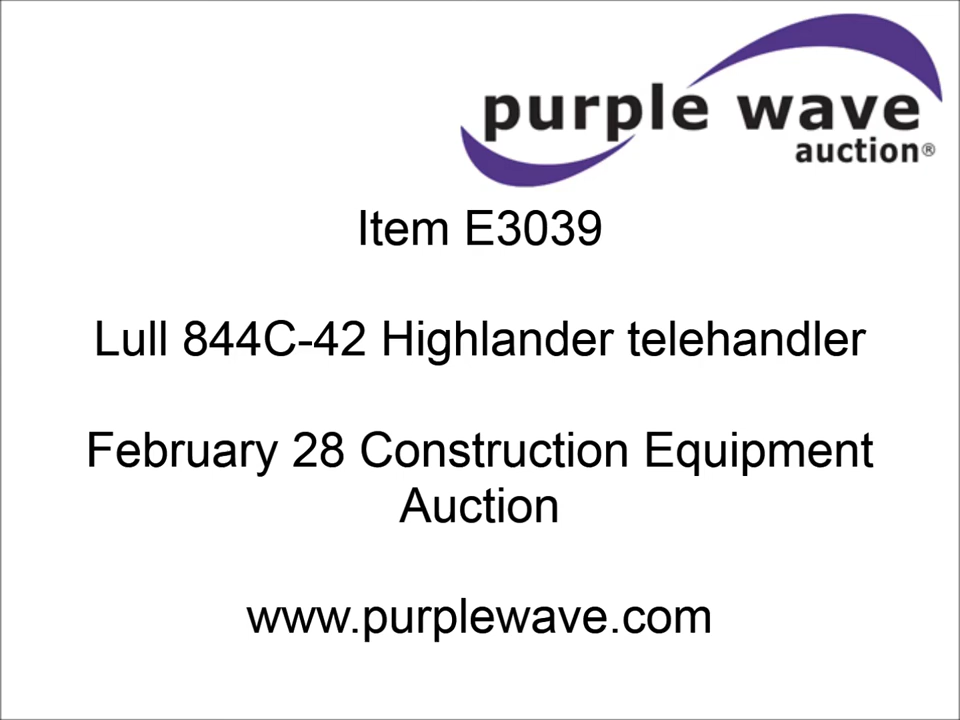 purple wave
auction®
Item E3039
Lull 844C-42 Highlander telehandler
February 28 Construction Equipment
Auction
www.purplewave.com